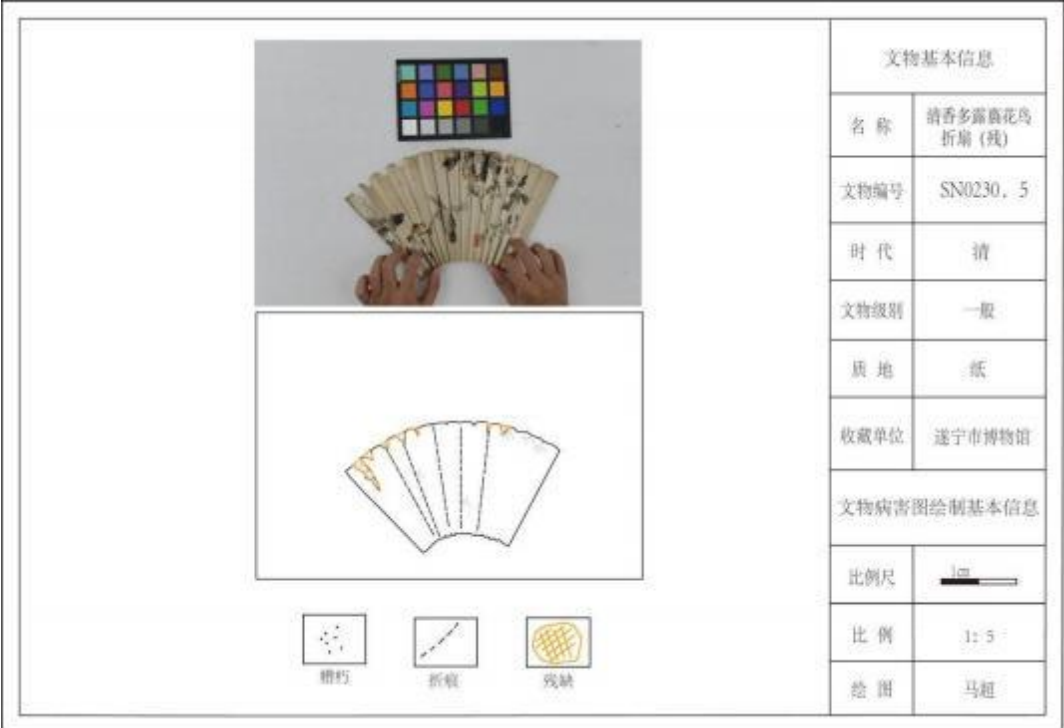 文物基本信息
名 称
清香多露翕花鸟
折扇（残）
文物编号
SN0230．5
时 代
清
文物级别
一般
质 地
纸
收藏单位
遂宁市博物馆
文物病害图绘制基本信息
比例尺
1cm
比 例
1：5
绘 图
马超
糟朽
折痕
残缺